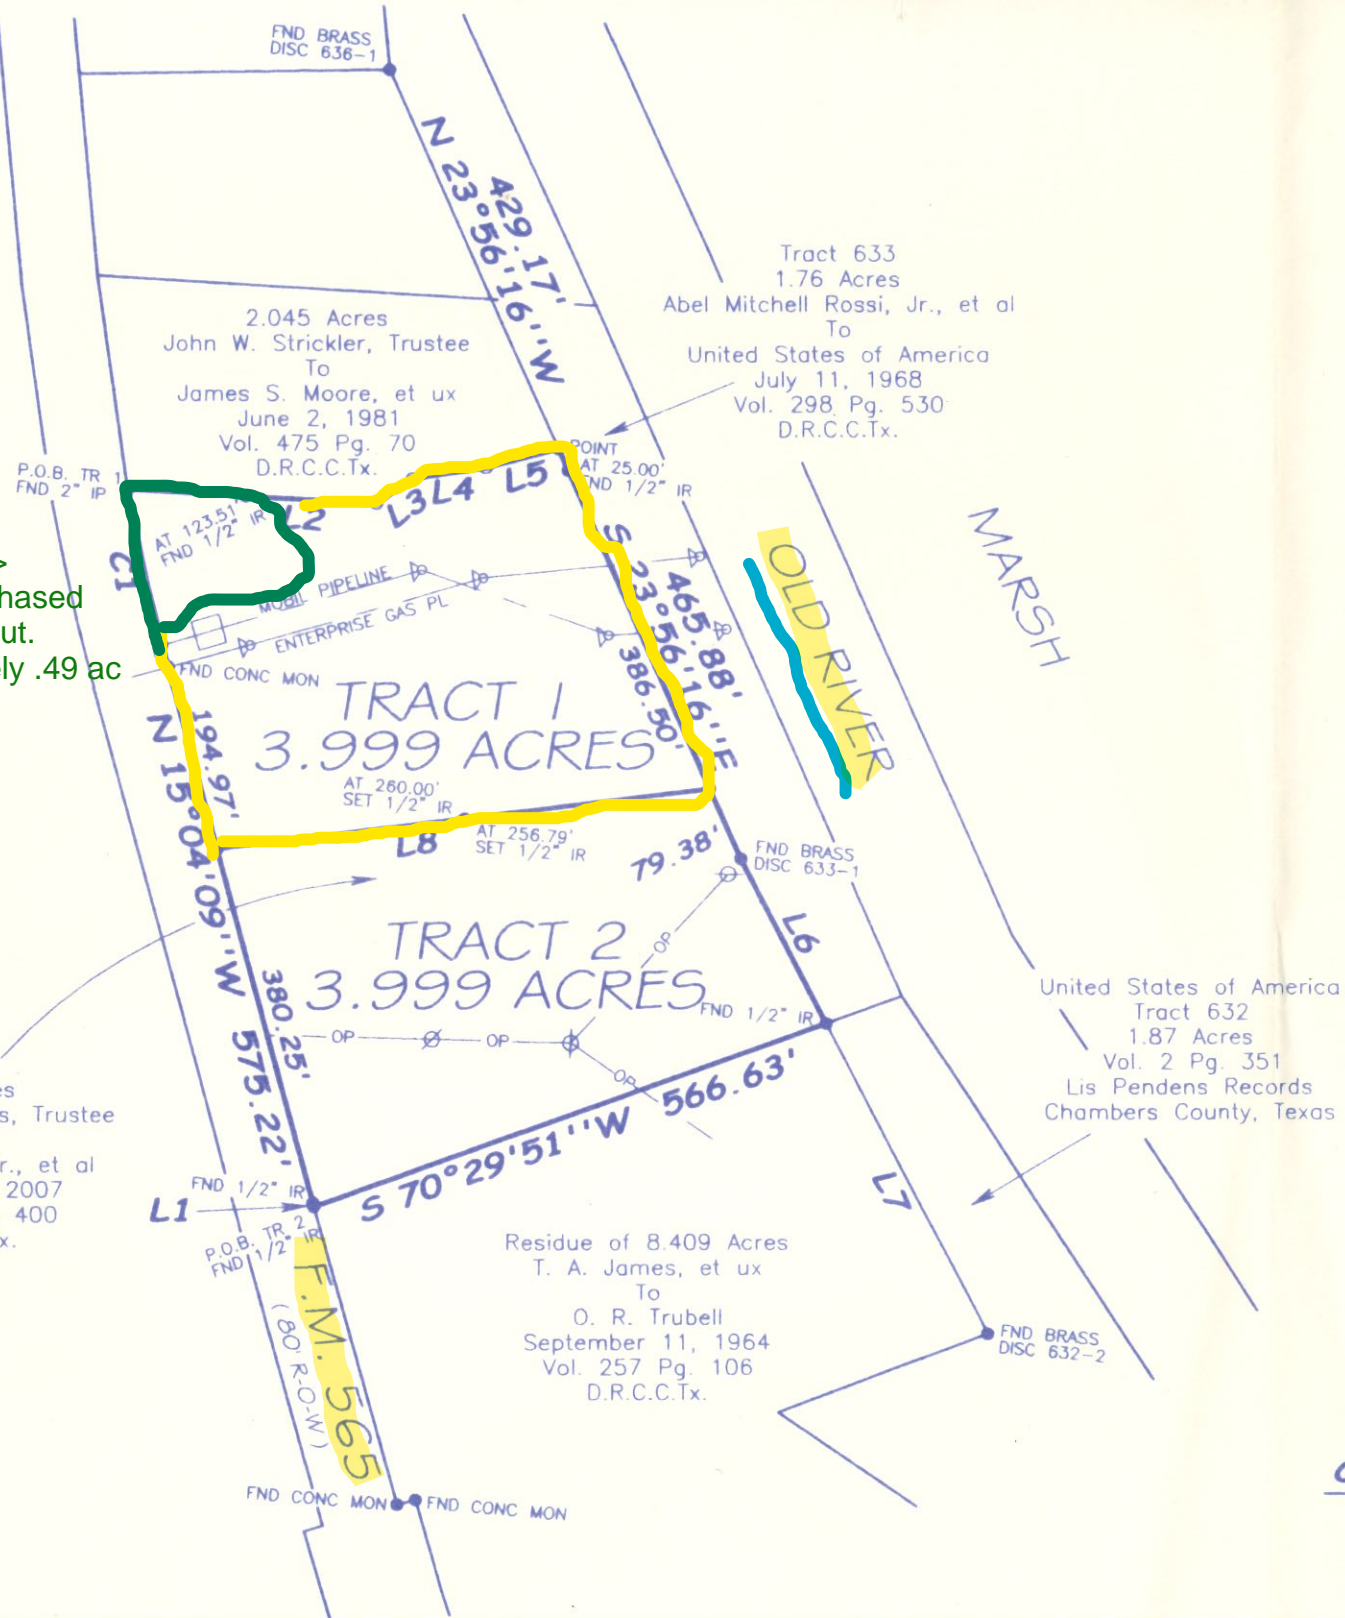 FND BRASS
DISC 636-1
N 23°56'16''W
429.17'
Tract 633
1.76 Acres
Abel Mitchell Rossi, Jr., et al
To
United States of America
July 11, 1968
Vol. 298 Pg. 530
D.R.C.C.Tx.
2.045 Acres
John W. Strickler, Trustee
To
James S. Moore, et ux
June 2, 1981
Vol. 475 Pg. 70
D.R.C.C.Tx.
P.O.B. TR 1
FND 2" IP
POINT
AT 25.00'
FND 1/2" IR
AT 123.51'
FND 1/2" IR
L2
L3
L4
L5
C1
MOBIL PIPELINE
ENTERPRISE GAS PL
FND CONC MON
>
hased
ut.
ely .49 ac
S 23°56'16''E
465.88'
386.50'
OLD RIVER
MARSH
TRACT 1
3.999 ACRES
AT 260.00'
SET 1/2" IR
L8
AT 256.79'
SET 1/2" IR
194.97'
N 15°04'09''W 575.22'
79.38'
FND BRASS
DISC 633-1
L6
TRACT 2
3.999 ACRES
FND 1/2" IR
OP
OP
OP
OP
380.25'
S 70°29'51''W 566.63'
United States of America
Tract 632
1.87 Acres
Vol. 2 Pg. 351
Lis Pendens Records
Chambers County, Texas
es
s, Trustee
r., et al
2007
400
x.
FND 1/2" IR
L1
P.O.B. TR 2
FND 1/2" IR
L7
F.M. 565
(80' R-O-W)
Residue of 8.409 Acres
T. A. James, et ux
To
O. R. Trubell
September 11, 1964
Vol. 257 Pg. 106
D.R.C.C.Tx.
FND BRASS
DISC 632-2
FND CONC MON
FND CONC MON